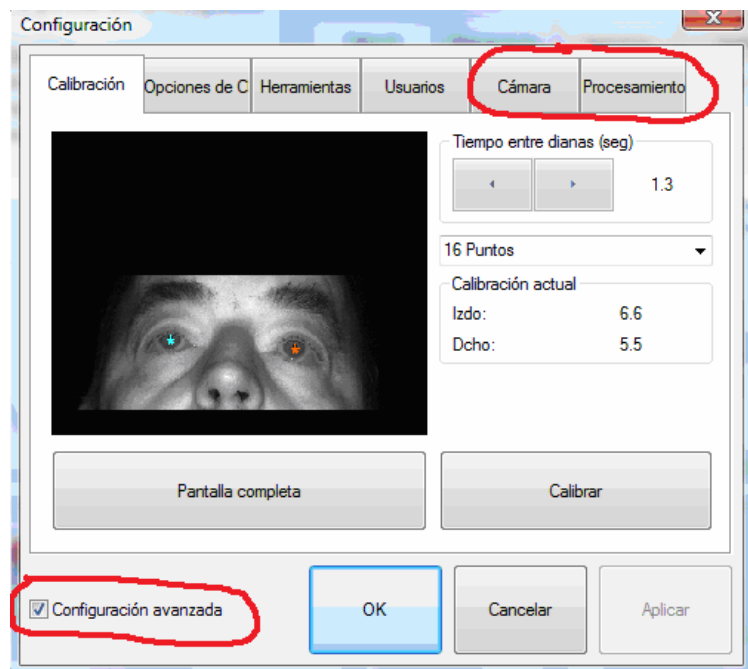 Configuración
Calibración Opciones de C Herramientas Usuarios Cámara Procesamiento
Tiempo entre dianas (seg)
1.3
16 Puntos
Calibración actual
Izdo: 6.6
Dcho: 5.5
Pantalla completa Calibrar
Configuración avanzada OK Cancelar Aplicar